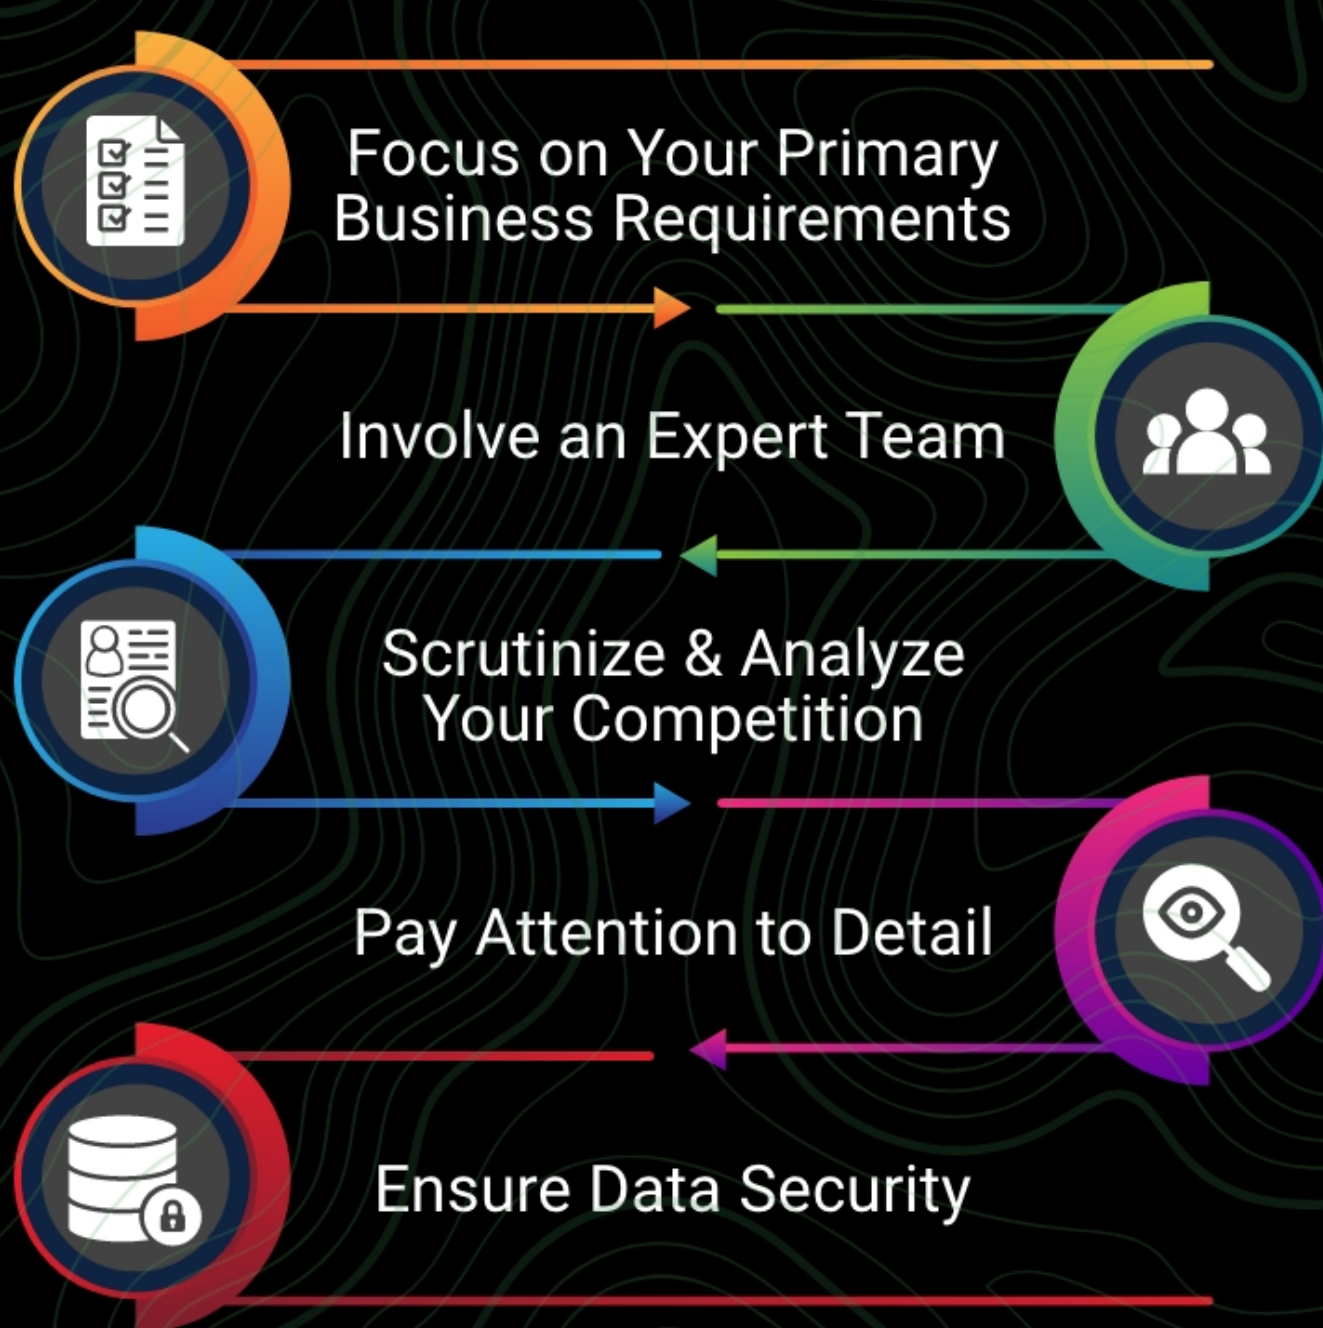 Focus on Your Primary
Business Requirements
Involve an Expert Team
Scrutinize & Analyze
Your Competition
Pay Attention to Detail
Ensure Data Security